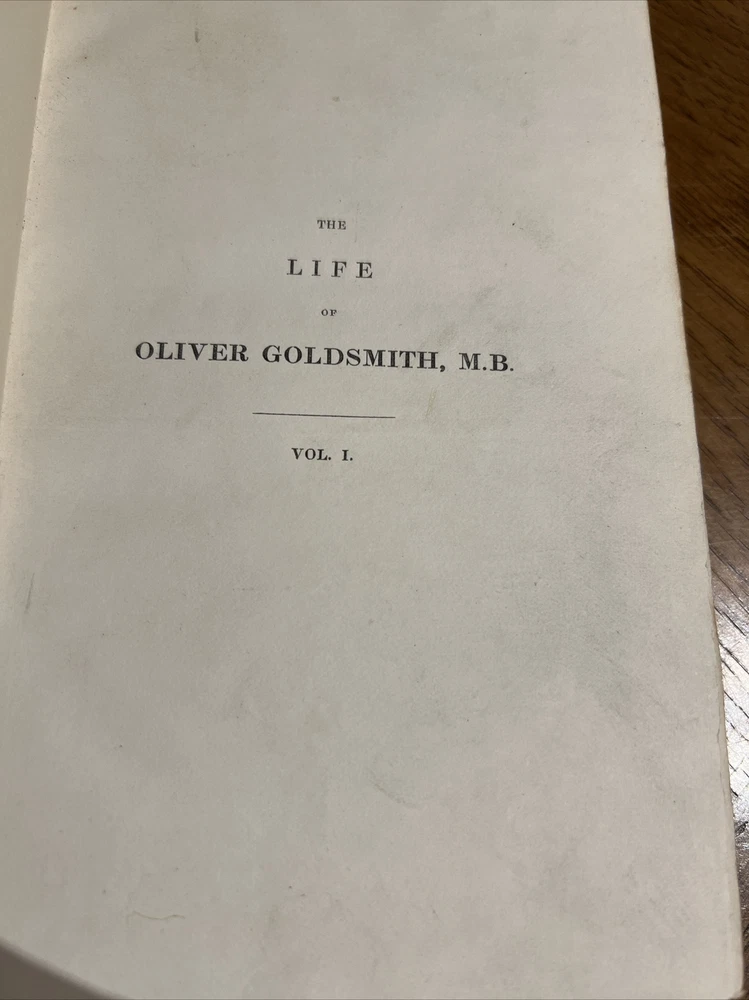 THE
LIFE
OF
OLIVER GOLDSMITH, M.B.
VOL. I.